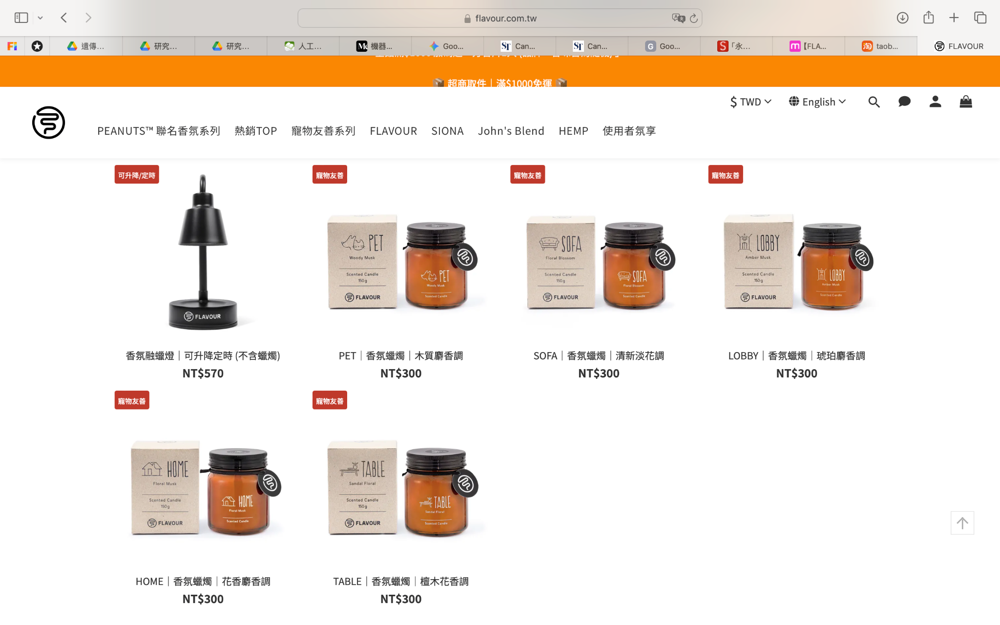 flavour.com.tw
遺傳...
研究...
研究...
人工...
機器...
Goo...
Can...
Can...
Goo...
「永...
【FLA...
taob...
FLAVOUR
📦 超商取件｜滿$1000免運 📦
$ TWD
English
PEANUTS™ 聯名香氛系列
熱銷TOP
寵物友善系列
FLAVOUR
SIONA
John's Blend
HEMP
使用者氛享
可升降/定時
FLAVOUR
香氛融蠟燈｜可升降定時 (不含蠟燭)
NT$570
寵物友善
PET
Woody Musk
Scented Candle
150g
FLAVOUR
PET
Woody Musk
Scented Candle
PET｜香氛蠟燭｜木質麝香調
NT$300
寵物友善
SOFA
Floral Blossom
Scented Candle
150g
FLAVOUR
SOFA
Floral Blossom
Scented Candle
SOFA｜香氛蠟燭｜清新淡花調
NT$300
寵物友善
LOBBY
Amber Musk
Scented Candle
150g
FLAVOUR
LOBBY
Amber Musk
Scented Candle
LOBBY｜香氛蠟燭｜琥珀麝香調
NT$300
寵物友善
HOME
Floral Musk
Scented Candle
150g
FLAVOUR
HOME
Floral Musk
Scented Candle
HOME｜香氛蠟燭｜花香麝香調
NT$300
寵物友善
TABLE
Sandal Floral
Scented Candle
150g
FLAVOUR
TABLE
Sandal Floral
Scented Candle
TABLE｜香氛蠟燭｜檀木花香調
NT$300